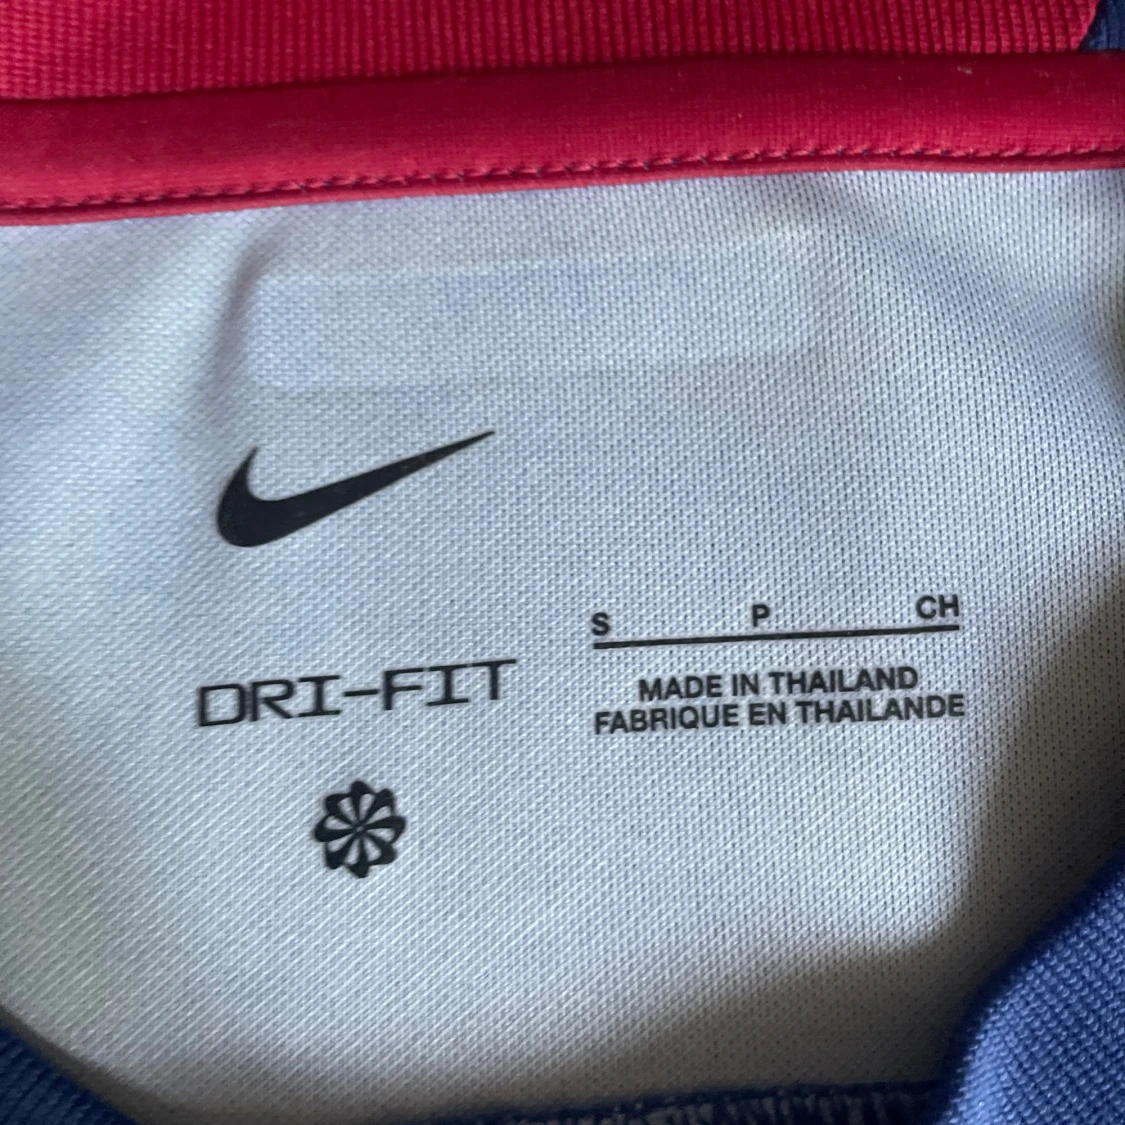 S P CH
DRI-FIT
MADE IN THAILAND
FABRIQUE EN THAILANDE